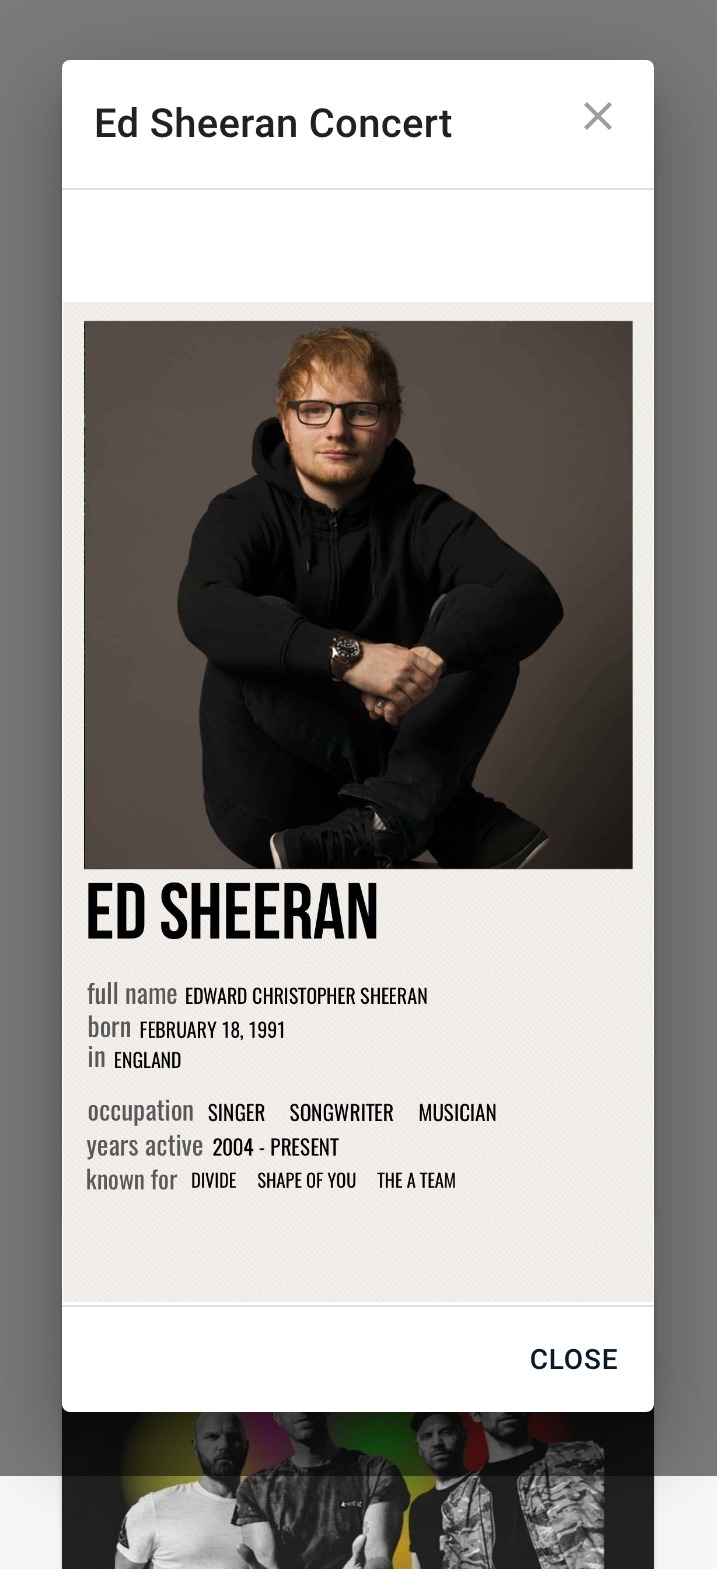 Ed Sheeran Concert
ED SHEERAN
full name EDWARD CHRISTOPHER SHEERAN
born FEBRUARY 18, 1991
in ENGLAND
occupation SINGER SONGWRITER MUSICIAN
years active 2004 - PRESENT
known for DIVIDE SHAPE OF YOU THE A TEAM
CLOSE